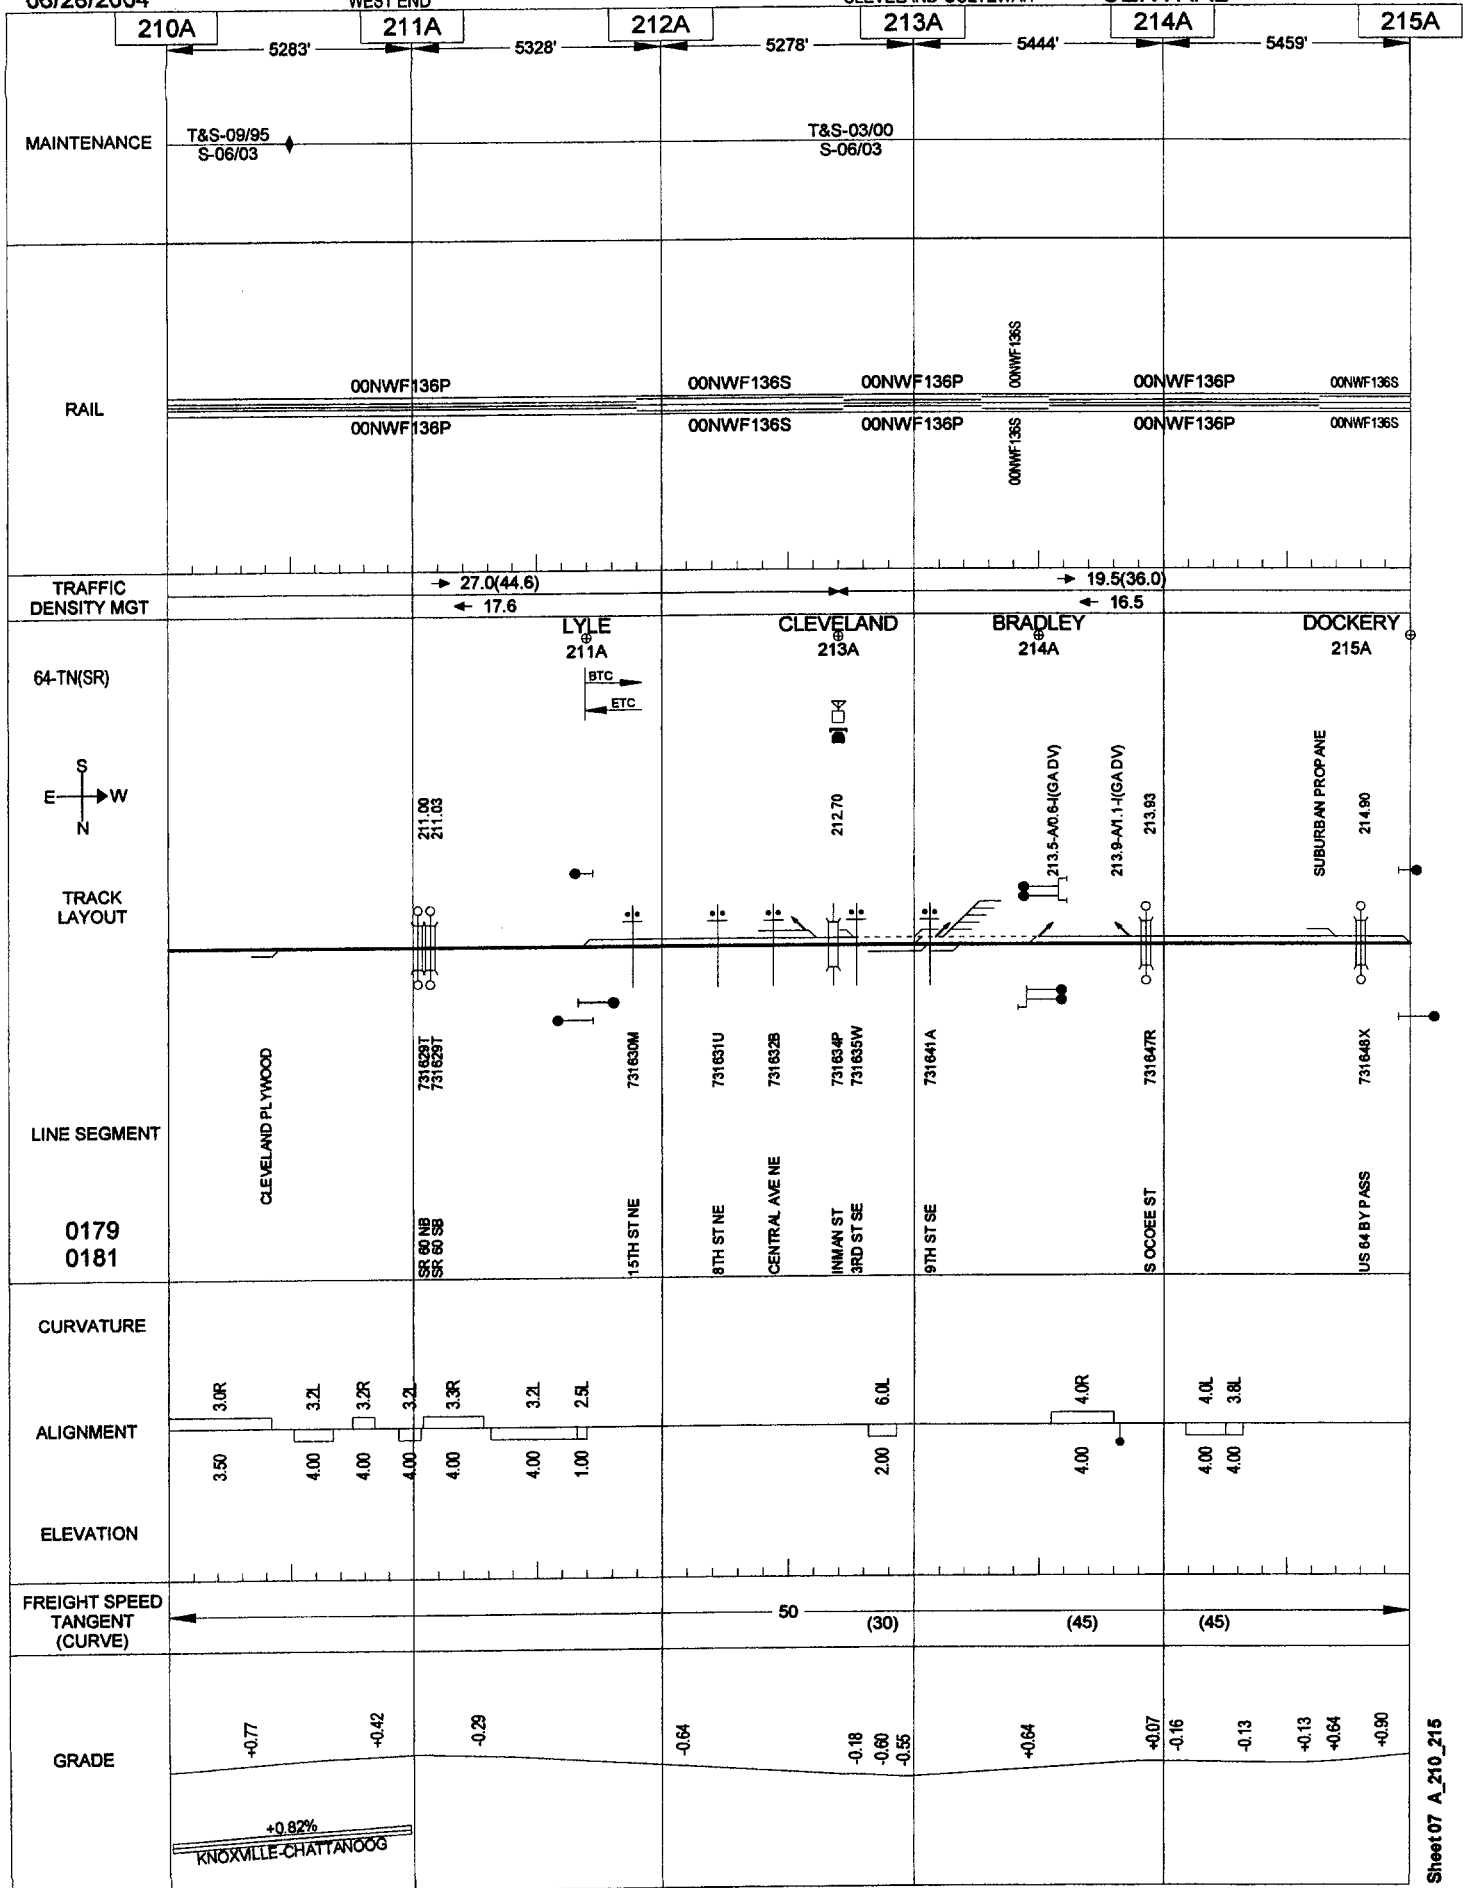 210A
211A
212A
213A
214A
215A
5283'
5328'
5278'
5444'
5459'
MAINTENANCE
T&S-09/95
S-06/03
T&S-03/00
S-06/03
RAIL
00NWF136P
00NWF136S
00NWF136P
00NWF136S
00NWF136P
00NWF136S
00NWF136P
00NWF136S
00NWF136P
00NWF136S
00NWF136P
00NWF136S
TRAFFIC
DENSITY MGT
27.0(44.6)
17.6
19.5(36.0)
16.5
LYLE
211A
CLEVELAND
213A
BRADLEY
214A
DOCKERY
215A
64-TN(SR)
BTC
ETC
S
E
W
N
211.00
211.03
212.70
213.5-A/0.6-I(GA DV)
213.9-A/1.1-I(GA DV)
213.93
SUBURBAN PROPANE
214.90
TRACK
LAYOUT
LINE SEGMENT
0179
0181
CLEVELAND PLYWOOD
731629T
731629T
731630M
731631U
731632B
731634P
731635W
731641A
731647R
731648X
SR 60 NB
SR 60 SB
15TH ST NE
8TH ST NE
CENTRAL AVE NE
INMAN ST
3RD ST SE
9TH ST SE
S OCOEE ST
US 64 BY PASS
CURVATURE
3.0R
3.2L
3.2R
3.2L
3.3R
3.2L
2.5L
6.0L
4.0R
4.0L
3.8L
ALIGNMENT
3.50
4.00
4.00
4.00
4.00
4.00
1.00
2.00
4.00
4.00
4.00
ELEVATION
FREIGHT SPEED
TANGENT
(CURVE)
50
(30)
(45)
(45)
GRADE
+0.77
+0.42
-0.29
-0.64
-0.18
-0.60
-0.55
+0.64
+0.07
-0.16
-0.13
+0.13
+0.64
+0.90
+0.82%
KNOXVILLE-CHATTANOOG
Sheet 07 A_210_215